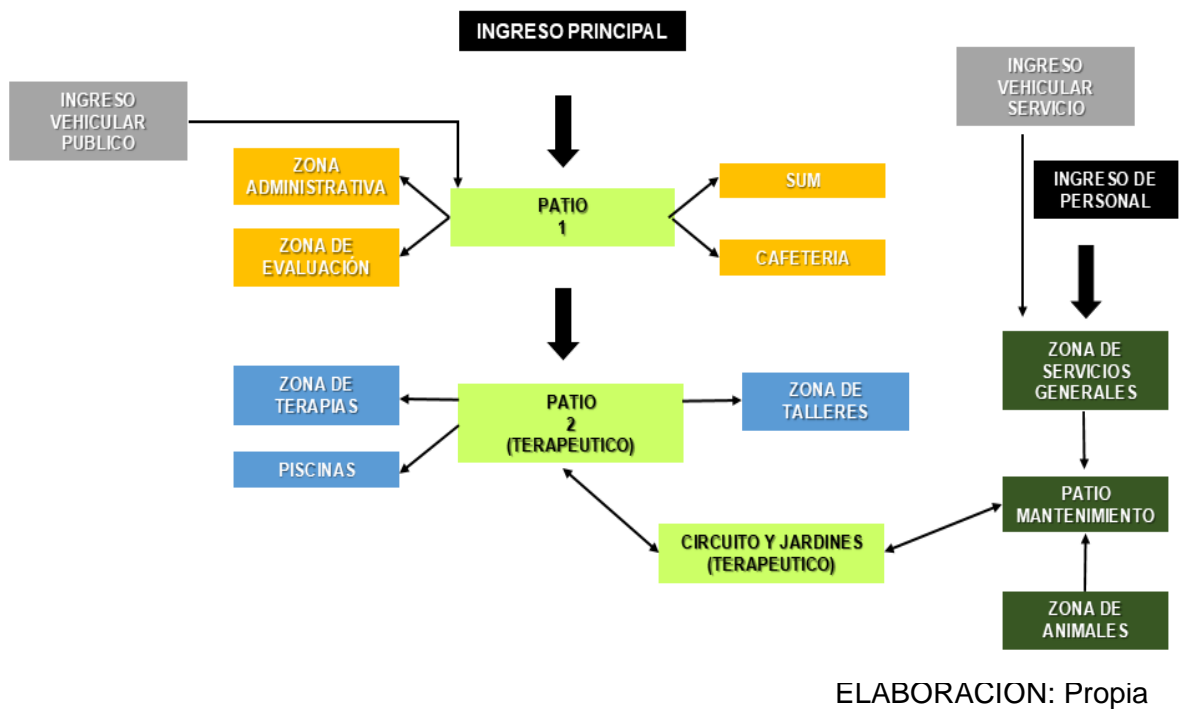 INGRESO PRINCIPAL
INGRESO
VEHICULAR
PUBLICO
INGRESO
VEHICULAR
SERVICIO
ZONA
ADMINISTRATIVA
ZONA DE
EVALUACIÓN
PATIO
1
SUM
CAFETERIA
INGRESO DE
PERSONAL
ZONA DE
TERAPIAS
PISCINAS
PATIO
2
(TERAPEUTICO)
ZONA DE
TALLERES
ZONA DE
SERVICIOS
GENERALES
CIRCUITO Y JARDINES
(TERAPEUTICO)
PATIO
MANTENIMIENTO
ZONA DE
ANIMALES
ELABORACION: Propia